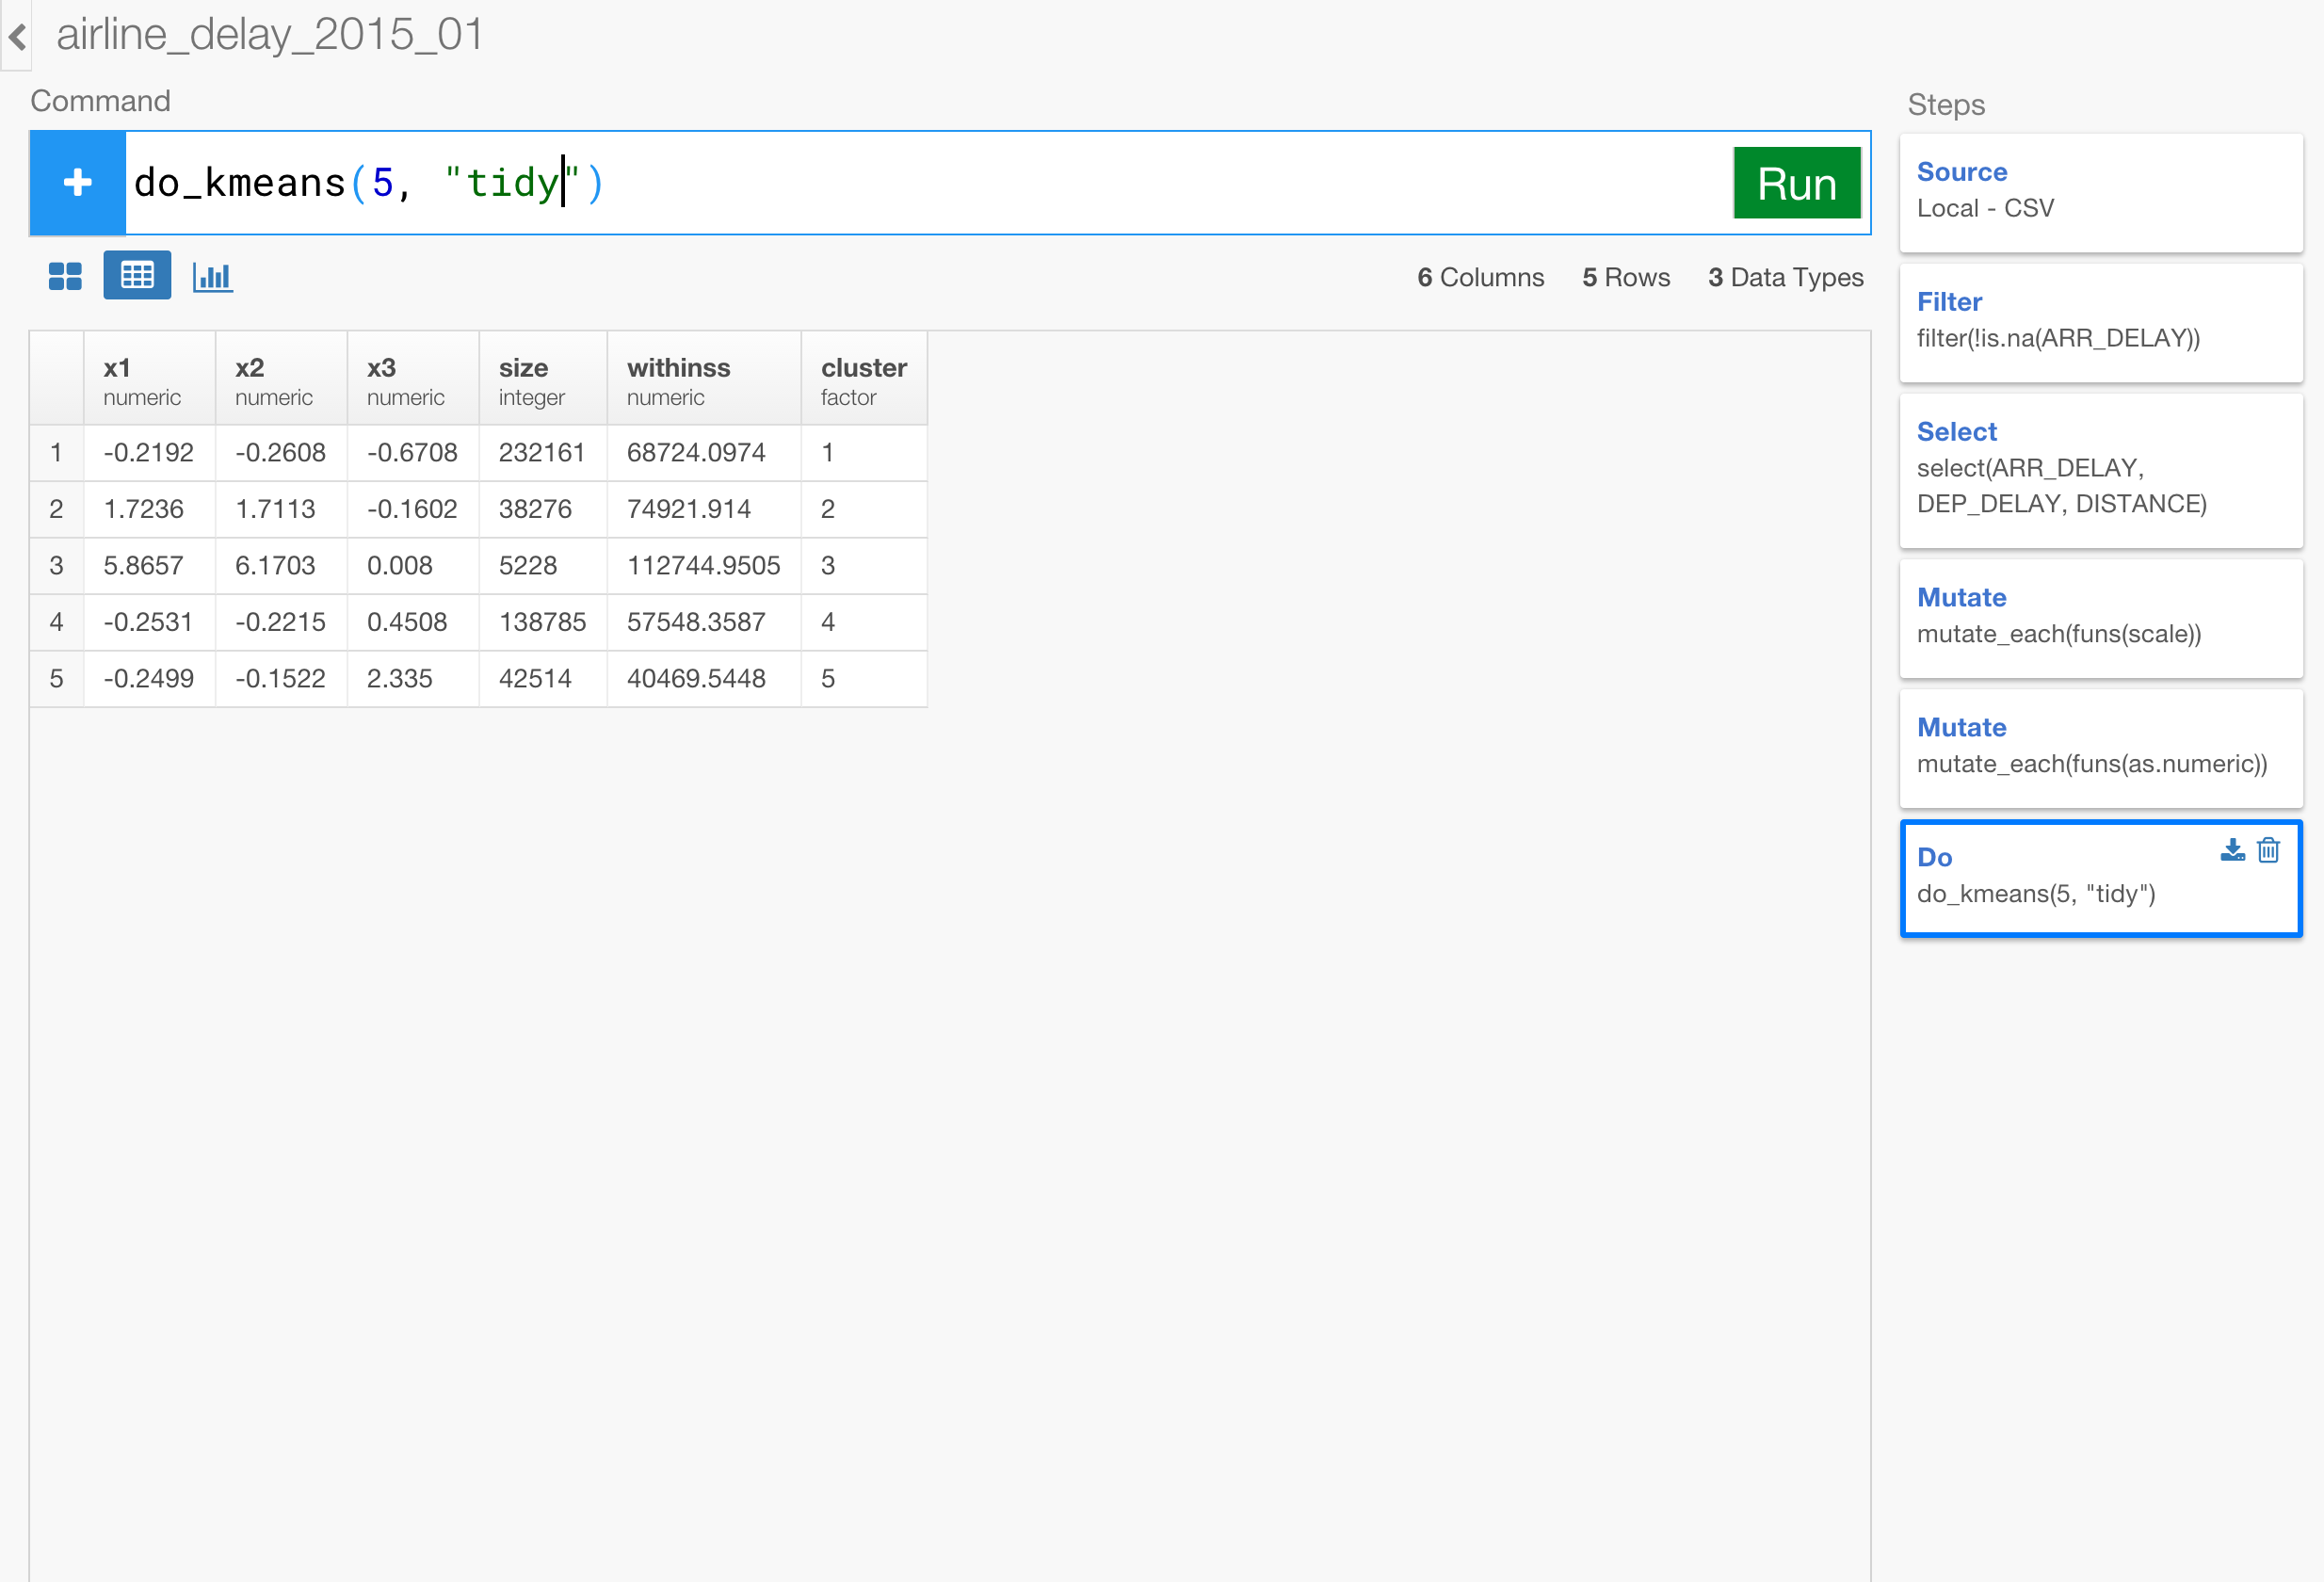 airline_delay_2015_01
Command
do_kmeans(5, "tidy")
Run
6 Columns 5 Rows 3 Data Types
x1 x2 x3 size withinss cluster
numeric numeric numeric integer numeric factor
1 -0.2192 -0.2608 -0.6708 232161 68724.0974 1
2 1.7236 1.7113 -0.1602 38276 74921.914 2
3 5.8657 6.1703 0.008 5228 112744.9505 3
4 -0.2531 -0.2215 0.4508 138785 57548.3587 4
5 -0.2499 -0.1522 2.335 42514 40469.5448 5
Steps
Source
Local - CSV
Filter
filter(!is.na(ARR_DELAY))
Select
select(ARR_DELAY,
DEP_DELAY, DISTANCE)
Mutate
mutate_each(funs(scale))
Mutate
mutate_each(funs(as.numeric))
Do
do_kmeans(5, "tidy")